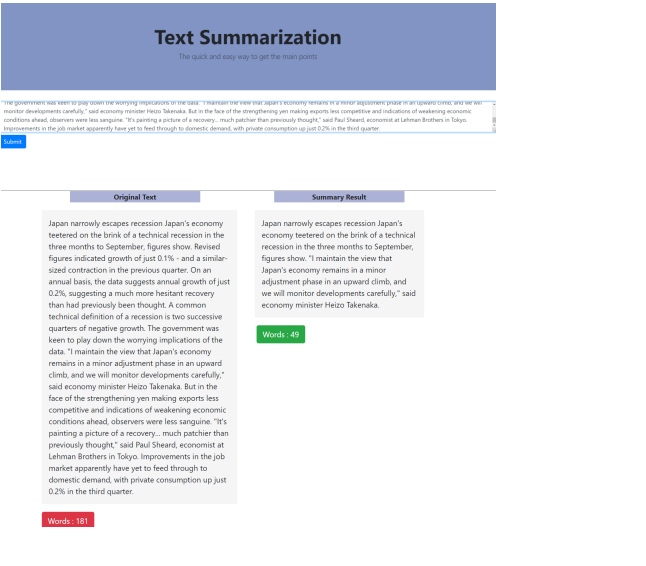 Text Summarization
The quick and easy way to get the main points.
The government was keen to play down the worrying implications of the data. "I maintain the view that Japan's economy remains in a minor adjustment phase in an upward climb, and we will
monitor developments carefully," said economy minister Heizo Takenaka. But in the face of the strengthening yen making exports less competitive and indications of weakening economic
conditions ahead, observers were less sanguine. "It's painting a picture of a recovery... much patchier than previously thought," said Paul Sheard, economist at Lehman Brothers in Tokyo.
Improvements in the job market apparently have yet to feed through to domestic demand, with private consumption up just 0.2% in the third quarter.
Submit
Original Text
Japan narrowly escapes recession Japan's economy
teetered on the brink of a technical recession in the
three months to September, figures show. Revised
figures indicated growth of just 0.1% - and a similar-
sized contraction in the previous quarter. On an
annual basis, the data suggests annual growth of just
0.2%, suggesting a much more hesitant recovery
than had previously been thought. A common
technical definition of a recession is two successive
quarters of negative growth. The government was
keen to play down the worrying implications of the
data. "I maintain the view that Japan's economy
remains in a minor adjustment phase in an upward
climb, and we will monitor developments carefully,"
said economy minister Heizo Takenaka. But in the
face of the strengthening yen making exports less
competitive and indications of weakening economic
conditions ahead, observers were less sanguine. "It's
painting a picture of a recovery... much patchier than
previously thought," said Paul Sheard, economist at
Lehman Brothers in Tokyo. Improvements in the job
market apparently have yet to feed through to
domestic demand, with private consumption up just
0.2% in the third quarter.
Words : 181
Summary Result
Japan narrowly escapes recession Japan's
economy teetered on the brink of a technical
recession in the three months to September,
figures show. "I maintain the view that
Japan's economy remains in a minor
adjustment phase in an upward climb, and
we will monitor developments carefully," said
economy minister Heizo Takenaka.
Words : 49